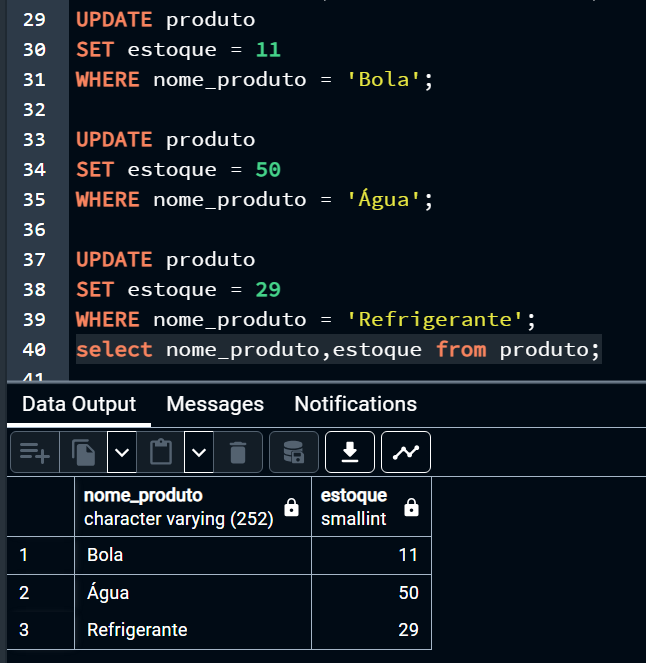 29 UPDATE produto
30 SET estoque = 11
31 WHERE nome_produto = 'Bola';
32
33 UPDATE produto
34 SET estoque = 50
35 WHERE nome_produto = 'Água';
36
37 UPDATE produto
38 SET estoque = 29
39 WHERE nome_produto = 'Refrigerante';
40 select nome_produto,estoque from produto;
41
Data Output Messages Notifications
nome_produto estoque
character varying (252) smallint
1 Bola 11
2 Água 50
3 Refrigerante 29